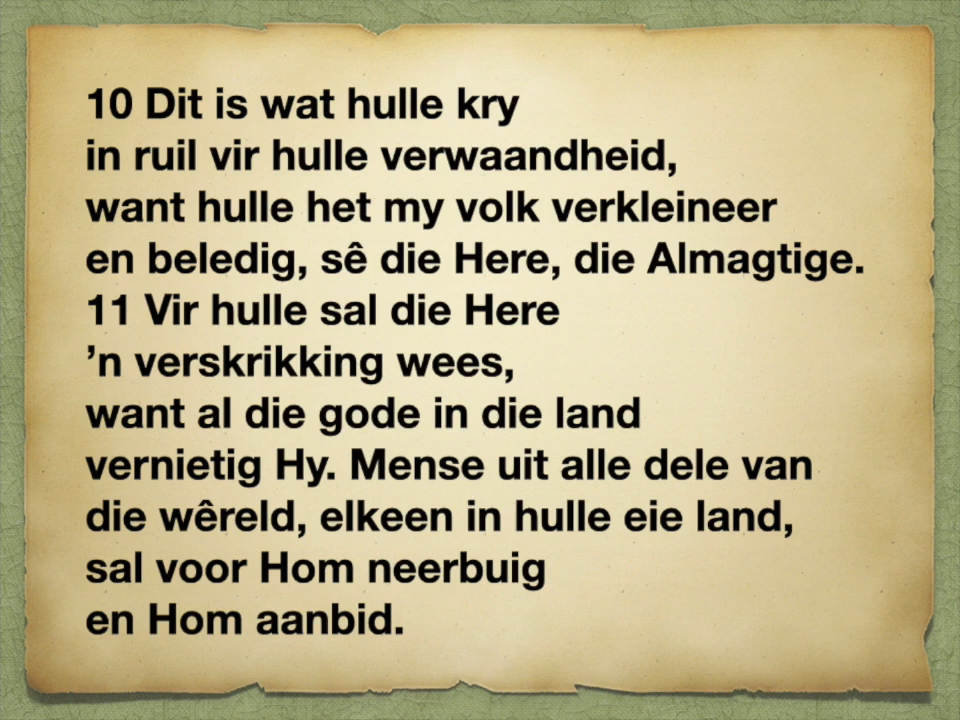 10 Dit is wat hulle kry
in ruil vir hulle verwaandheid,
want hulle het my volk verkleineer
en beledig, sê die Here, die Almagtige.
11 Vir hulle sal die Here
’n verskrikking wees,
want al die gode in die land
vernietig Hy. Mense uit alle dele van
die wêreld, elkeen in hulle eie land,
sal voor Hom neerbuig
en Hom aanbid.